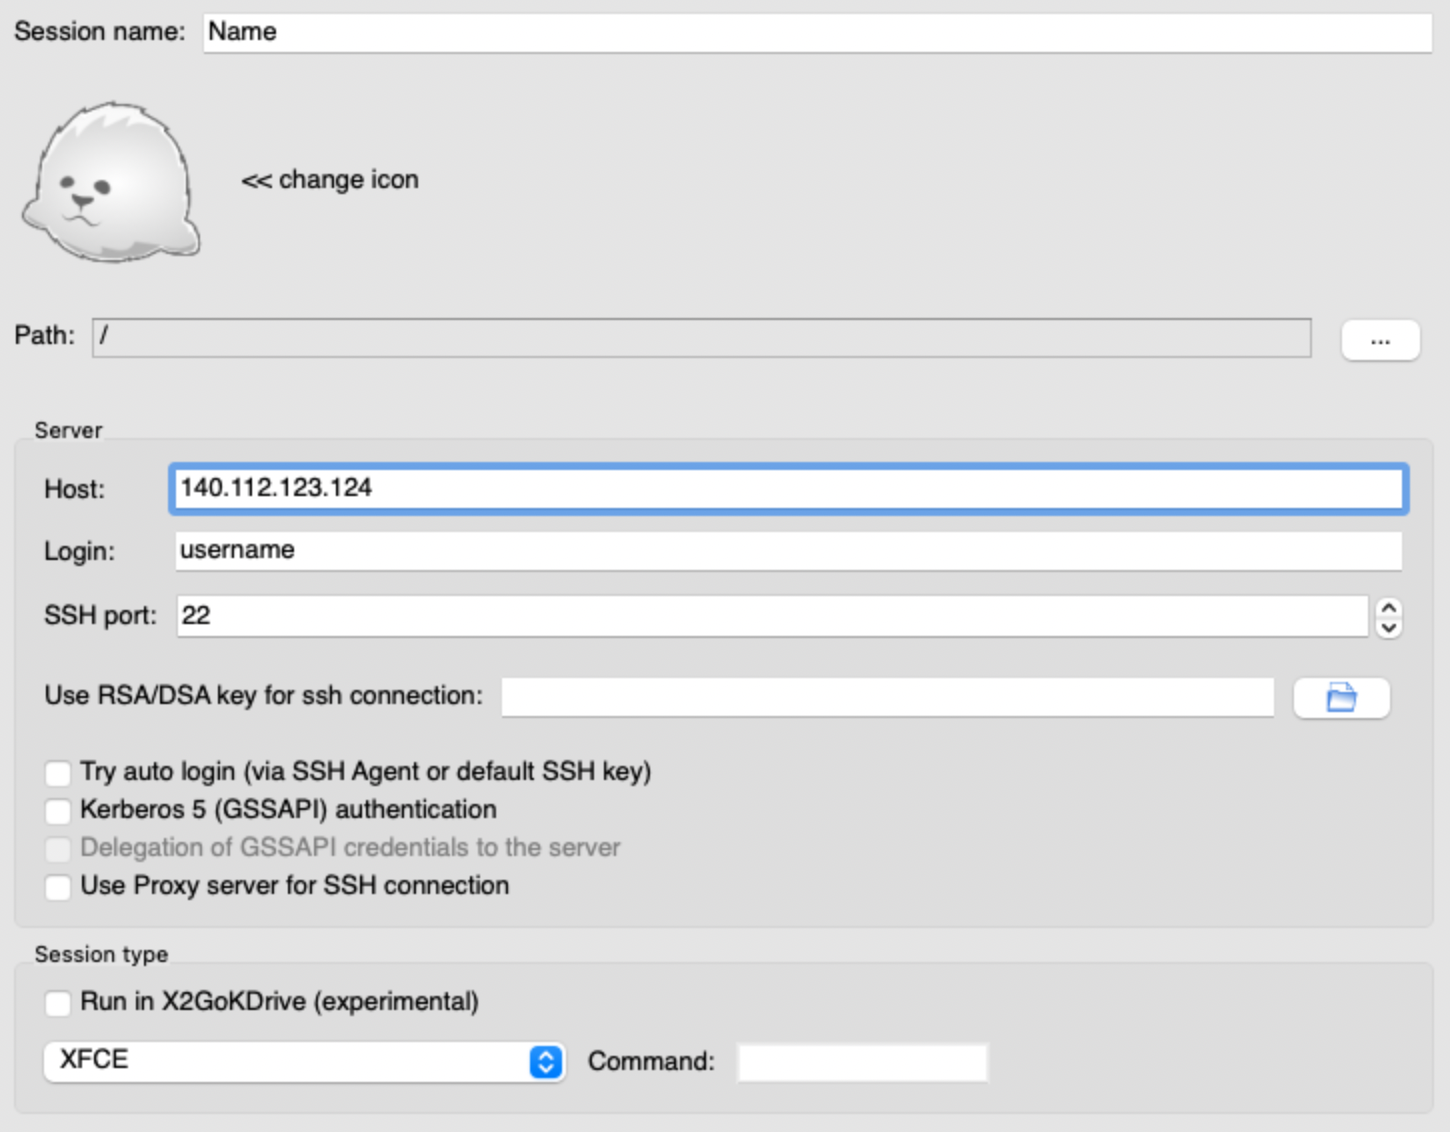 Session name: Name
<< change icon
Path: /
...
Server
Host: 140.112.123.124
Login: username
SSH port: 22
Use RSA/DSA key for ssh connection:
Try auto login (via SSH Agent or default SSH key)
Kerberos 5 (GSSAPI) authentication
Delegation of GSSAPI credentials to the server
Use Proxy server for SSH connection
Session type
Run in X2GoKDrive (experimental)
XFCE Command: